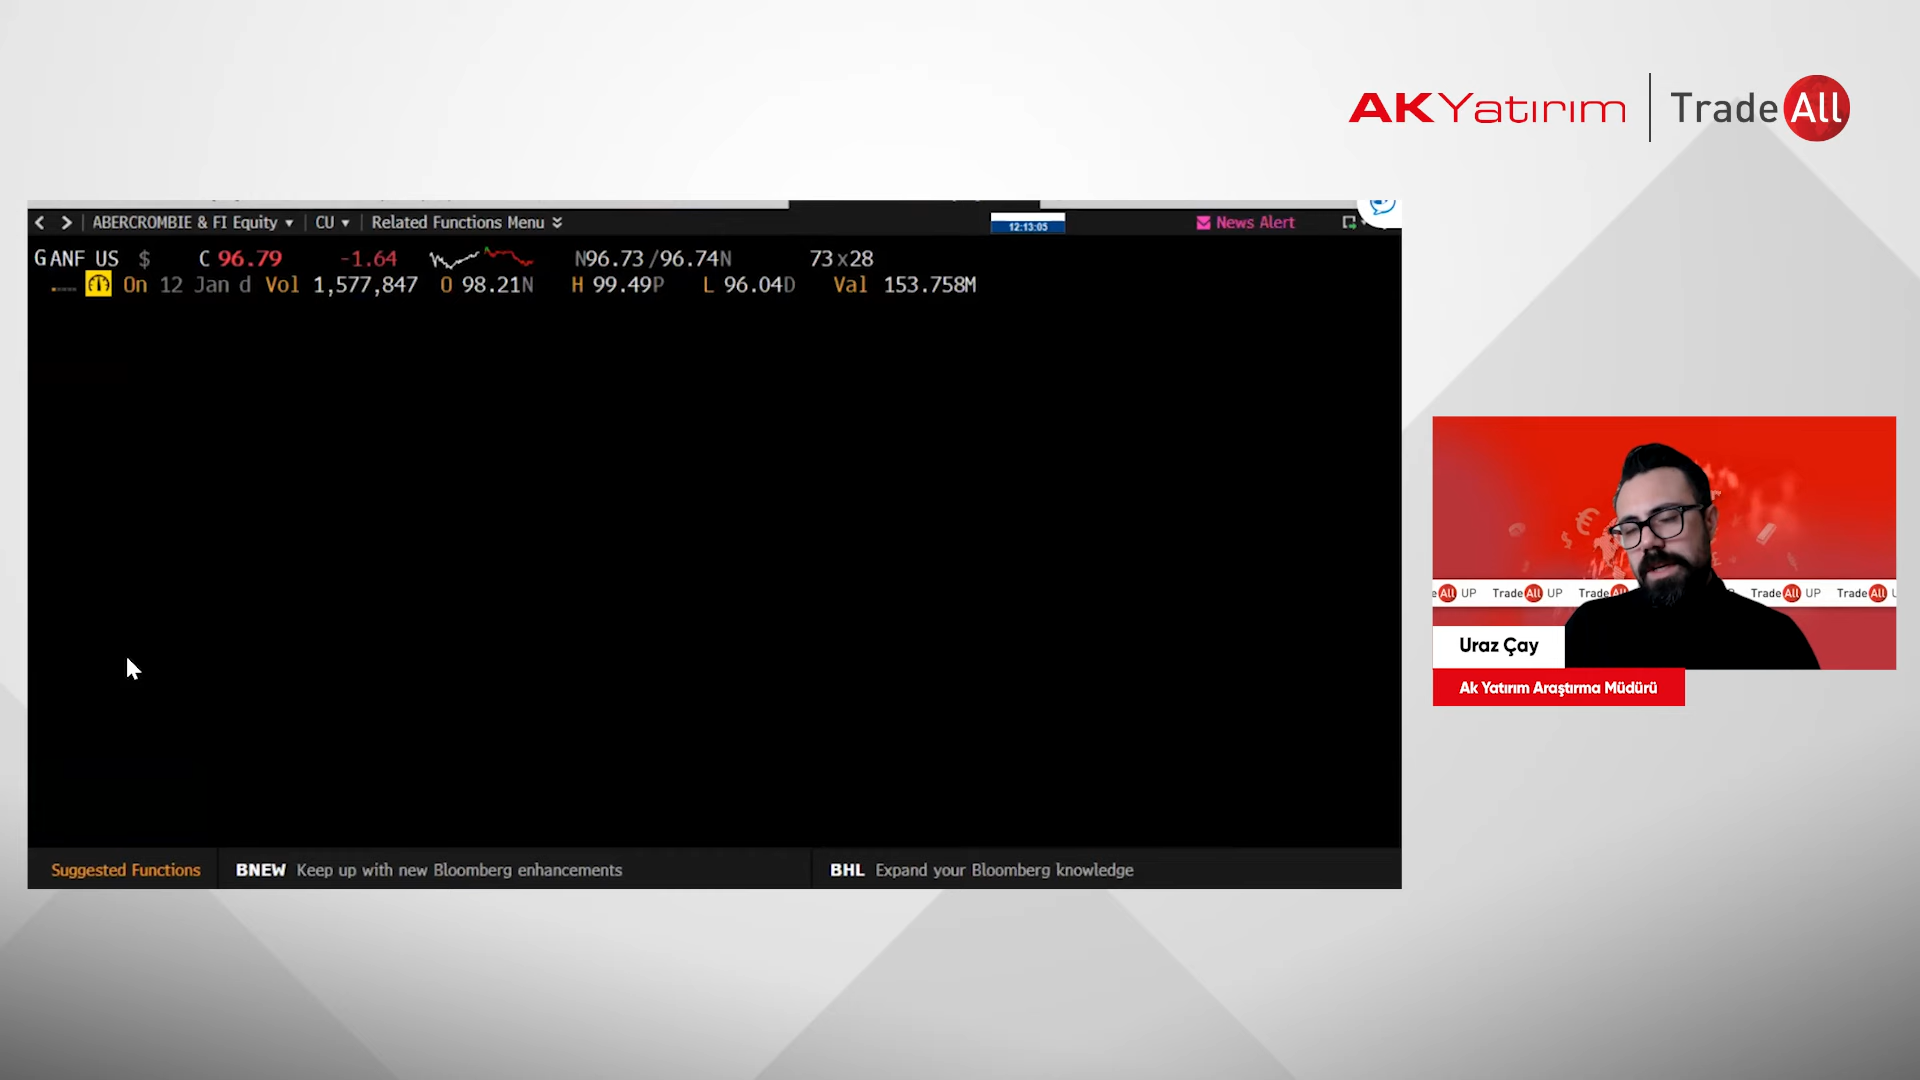 AKYatırım | TradeAll
ABERCROMBIE & FI Equity CU Related Functions Menu 12:13:05 News Alert
GANF US $ C 96.79 -1.64 N96.73/96.74N 73x28
On 12 Jan d Vol 1,577,847 O 98.21N H 99.49P L 96.04D Val 153.758M
All UP TradeAll UP TradeAll TradeAll UP TradeAll
Uraz Çay
Ak Yatırım Araştırma Müdürü
Suggested Functions BNEW Keep up with new Bloomberg enhancements BHL Expand your Bloomberg knowledge